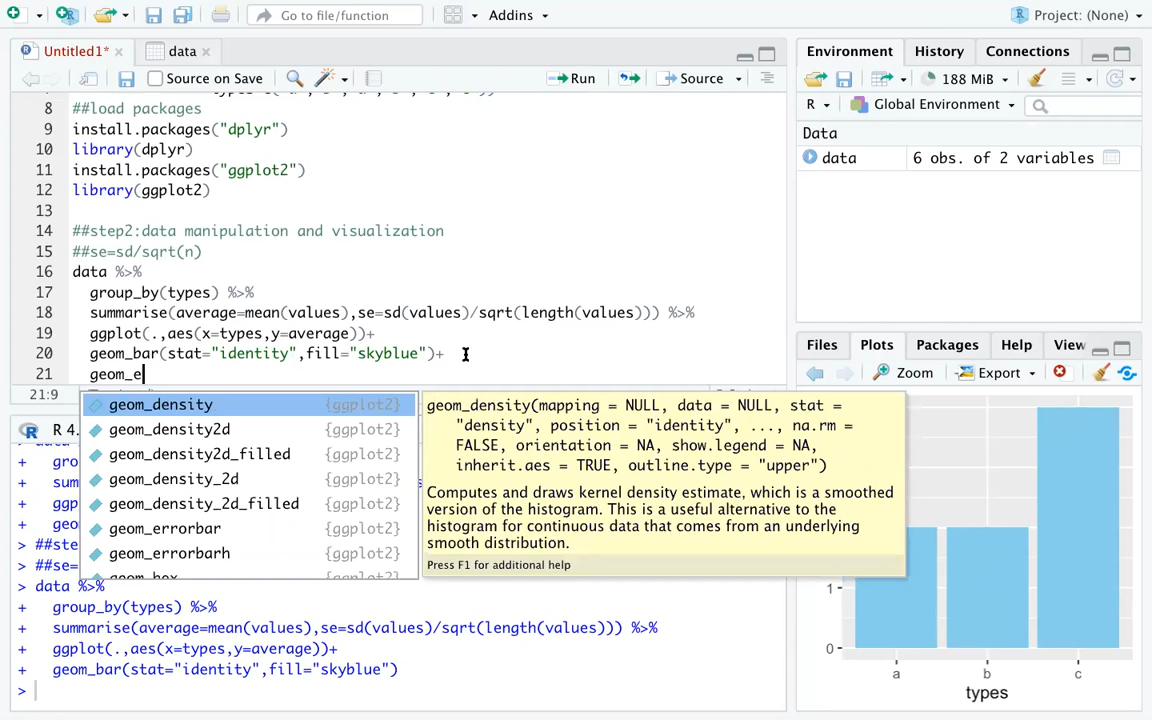 Go to file/function
Addins
Project: (None)
Untitled1*
data
Source on Save
Run
Source
8 ##load packages
9 install.packages("dplyr")
10 library(dplyr)
11 install.packages("ggplot2")
12 library(ggplot2)
13
14 ##step2:data manipulation and visualization
15 ##se=sd/sqrt(n)
16 data %>%
17 group_by(types) %>%
18 summarise(average=mean(values),se=sd(values)/sqrt(length(values))) %>%
19 ggplot(.,aes(x=types,y=average))+
20 geom_bar(stat="identity",fill="skyblue")+
21 geom_e
21:9
geom_density {ggplot2}
geom_density2d {ggplot2}
geom_density2d_filled {ggplot2}
geom_density_2d {ggplot2}
geom_density_2d_filled {ggplot2}
geom_errorbar {ggplot2}
geom_errorbarh {ggplot2}
geom_density(mapping = NULL, data = NULL, stat =
"density", position = "identity", ..., na.rm =
FALSE, orientation = NA, show.legend = NA,
inherit.aes = TRUE, outline.type = "upper")
Computes and draws kernel density estimate, which is a smoothed
version of the histogram. This is a useful alternative to the
histogram for continuous data that comes from an underlying
smooth distribution.
Press F1 for additional help
R 4.
+ gro
+ sum
+ ggp
+ geo
> ##ste
> ##se=
> data %>%
+ group_by(types) %>%
+ summarise(average=mean(values),se=sd(values)/sqrt(length(values))) %>%
+ ggplot(.,aes(x=types,y=average))+
+ geom_bar(stat="identity",fill="skyblue")
>
Environment History Connections
188 MiB
R Global Environment
Data
data 6 obs. of 2 variables
Files Plots Packages Help View
Zoom Export
1
0
a b c
types